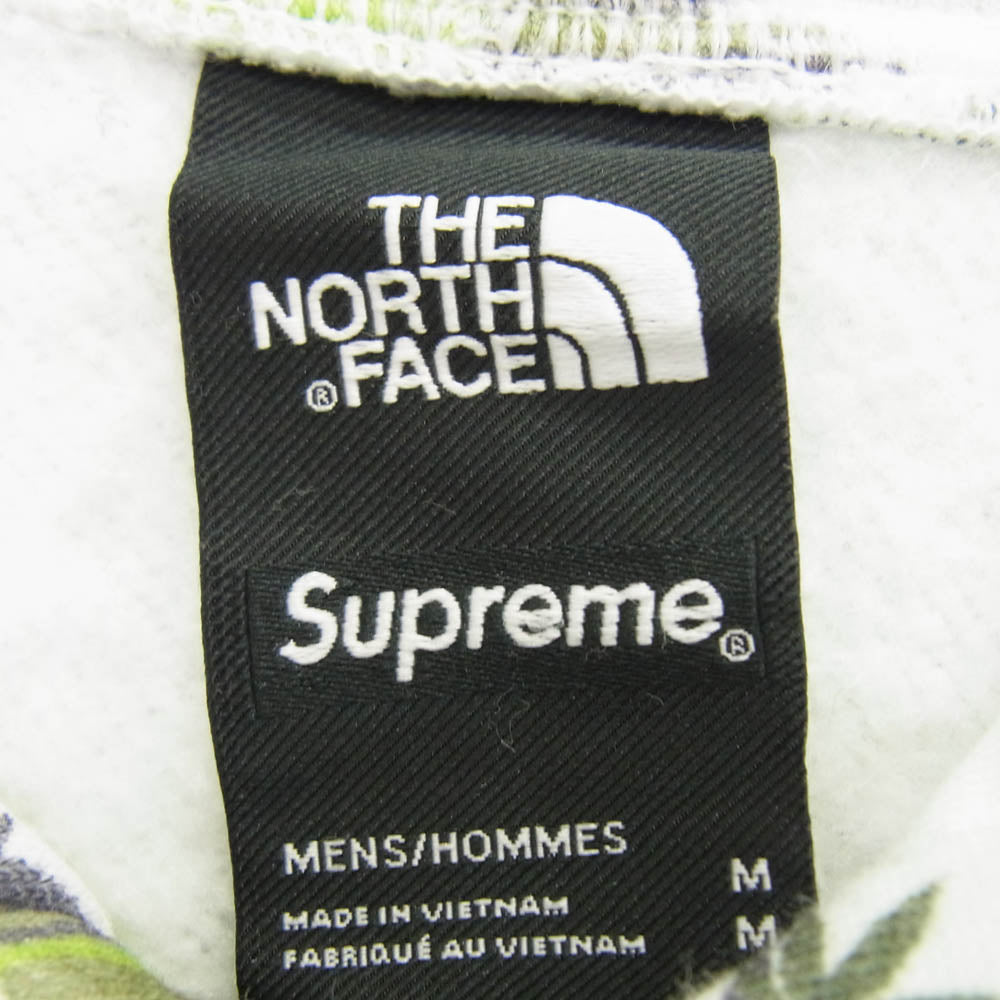 THE
NORTH
® FACE
Supreme®
MENS/HOMMES
M
MADE IN VIETNAM
FABRIQUÉ AU VIETNAM M